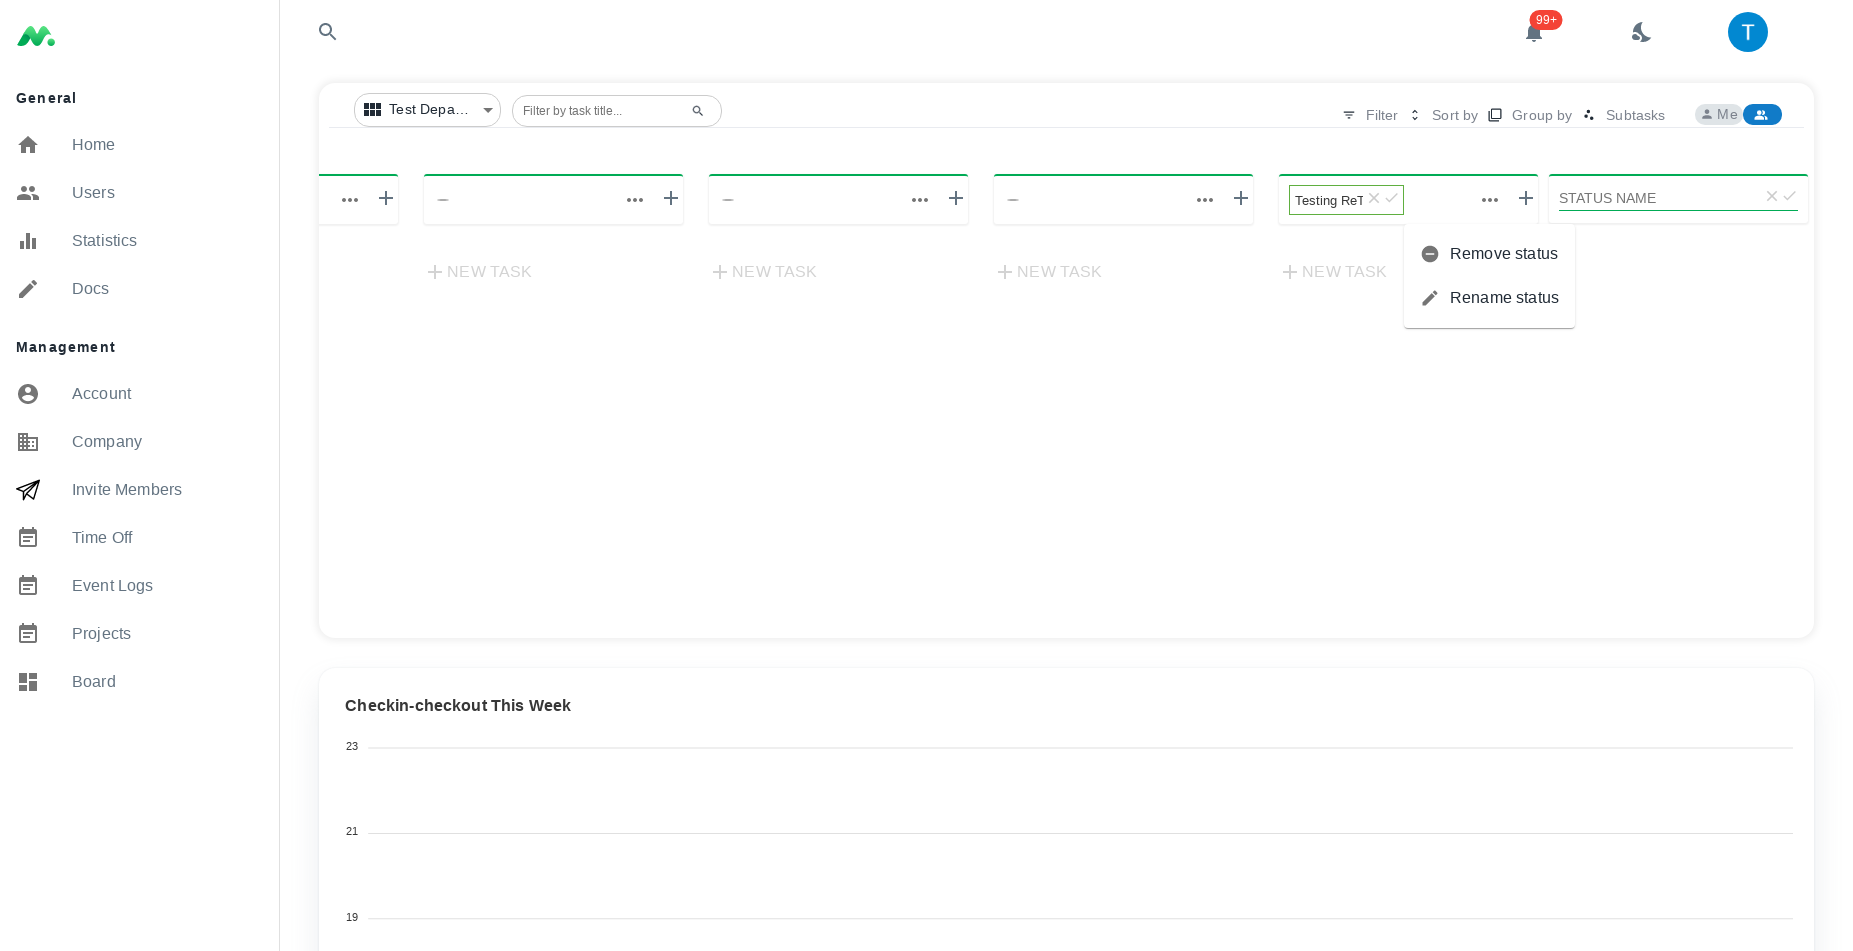 General
Home
Users
Statistics
Docs
Management
Account
Company
Invite Members
Time Off
Event Logs
Projects
Board
99+
T
Test Depa...
Filter by task title...
Filter
Sort by
Group by
Subtasks
Me
Testing ReT
STATUS NAME
NEW TASK
NEW TASK
NEW TASK
NEW TASK
Remove status
Rename status
Checkin-checkout This Week
23
21
19